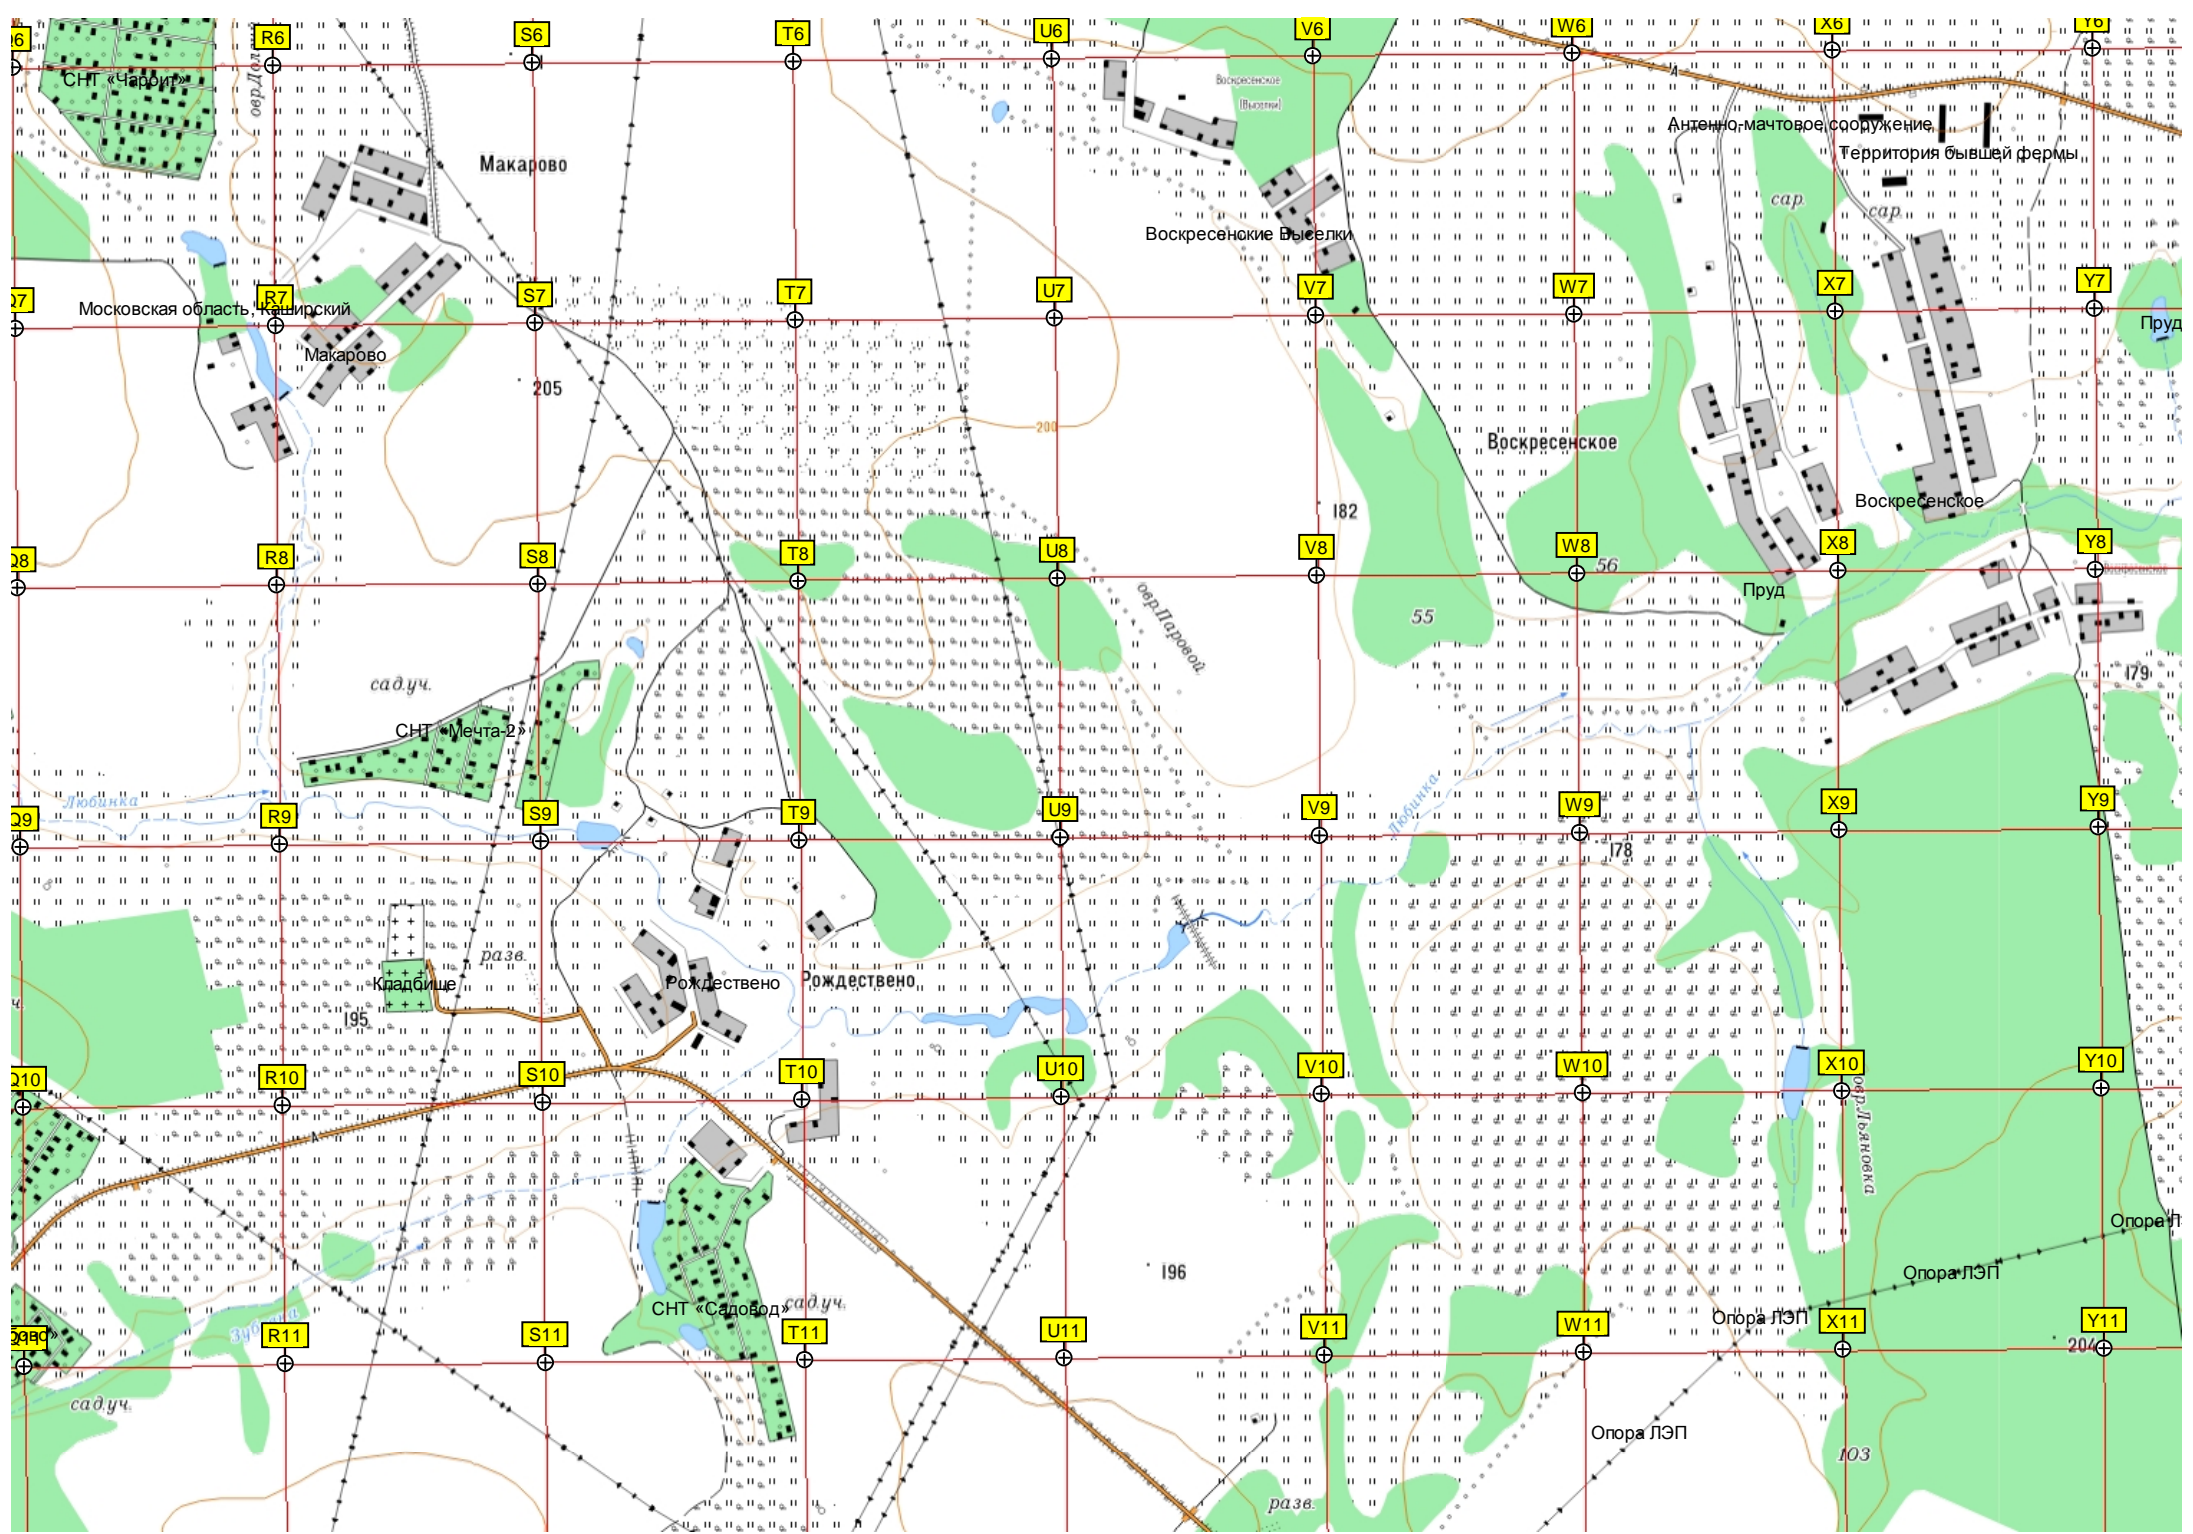 R6
S6
T6
U6
V6
W6
X6
Y6
СНТ «Чароит»
Воскресенское
(Выселки)
А
Макарово
Антенно-мачтовое сооружение
Территория бывшей фермы
сар.
сар.
Воскресенские Выселки
Q7
R7
S7
T7
U7
V7
W7
X7
Y7
Московская область, Каширский
Пруд
Макарово
205
200
Воскресенское
182
Воскресенское
Q8
R8
S8
T8
U8
V8
W8
X8
Y8
56
Воскресенское
Пруд
55
овр.Паровой
179
сад.уч.
СНТ «Мечта-2»
Любинка
Любинка
Q9
R9
S9
T9
U9
V9
W9
X9
Y9
178
разв.
Кладбище
Рождествено
Рождествено
195
Q10
R10
S10
T10
U10
V10
W10
X10
Y10
А
овр.Льяновка
Опора ЛЭП
196
Опора ЛЭП
СНТ «Садовод»
сад.уч.
Опора ЛЭП
R11
S11
T11
U11
V11
W11
X11
Y11
204
сад.уч.
Опора ЛЭП
103
разв.